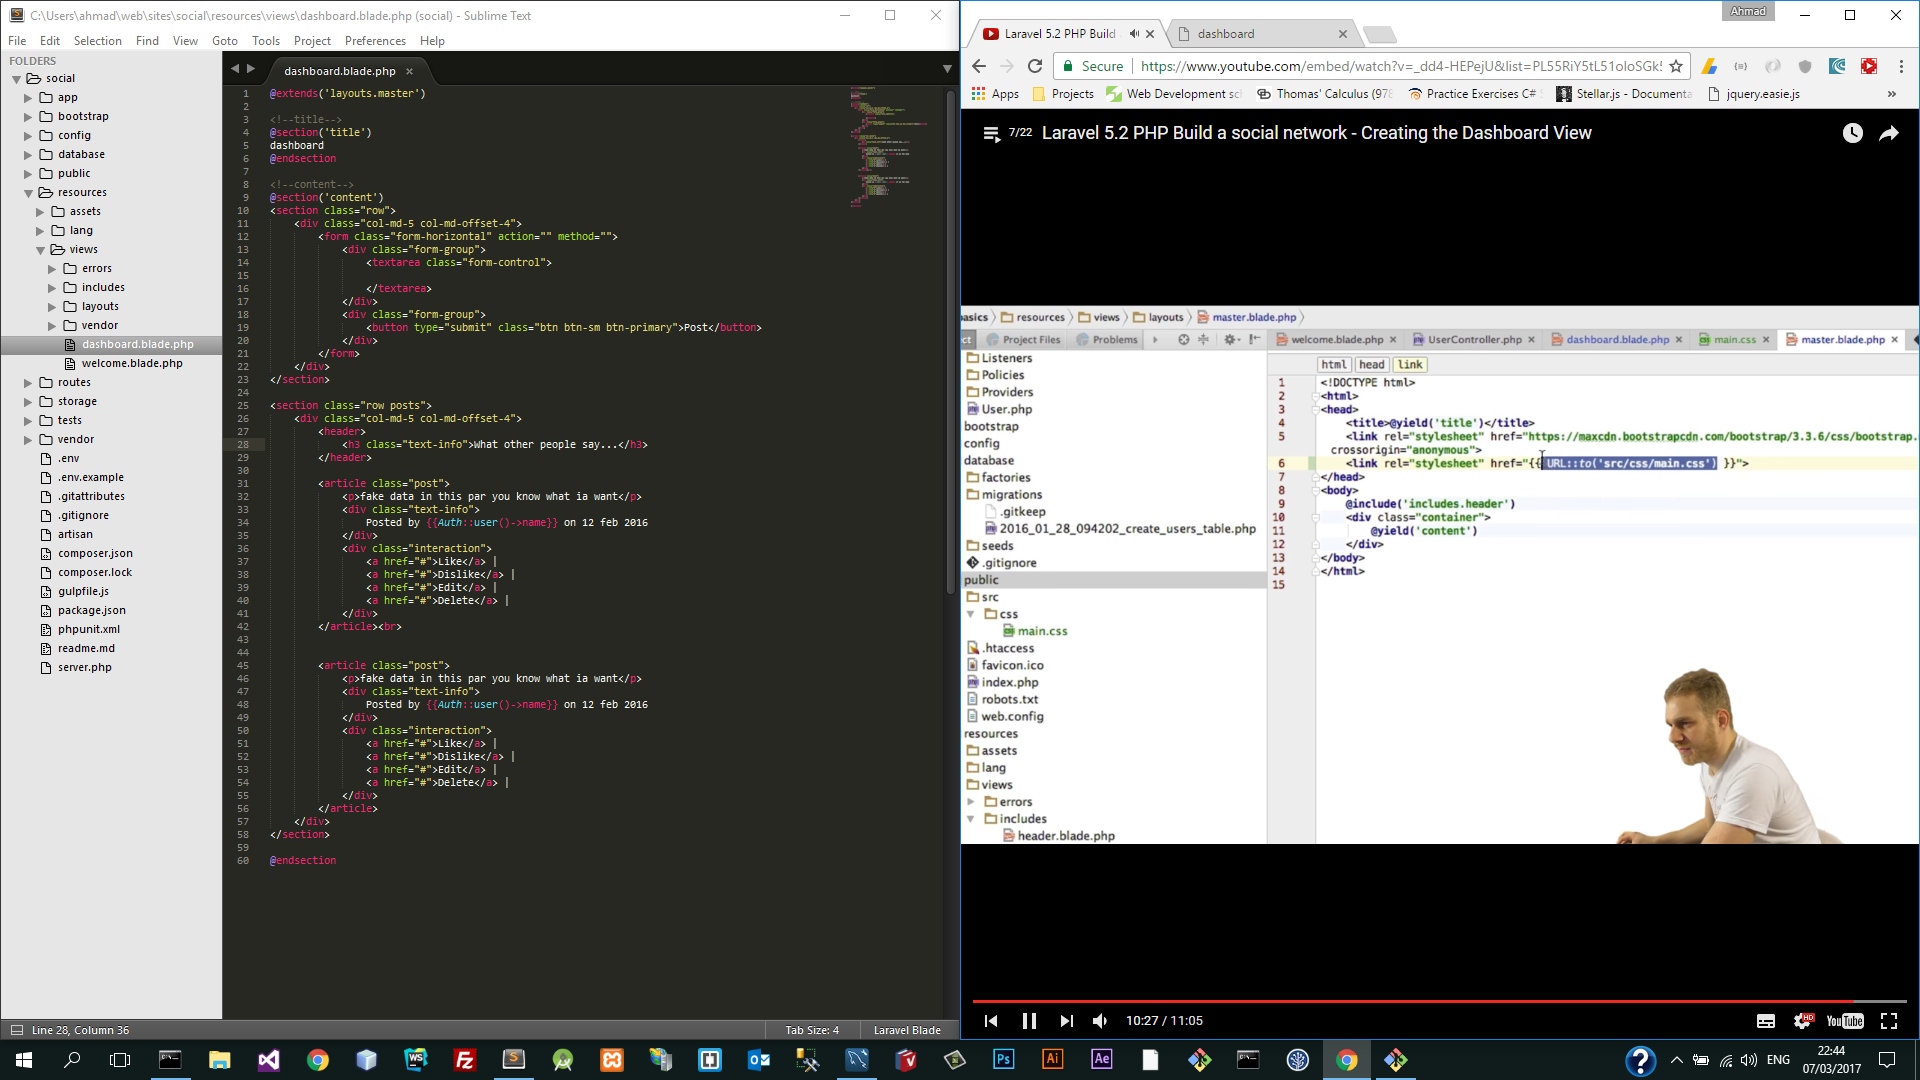 C:\Users\ahmad\web\sites\social\resources\views\dashboard.blade.php (social) - Sublime Text
File Edit Selection Find View Goto Tools Project Preferences Help
FOLDERS
social
app
bootstrap
config
database
public
resources
assets
lang
views
errors
includes
layouts
vendor
dashboard.blade.php
welcome.blade.php
routes
storage
tests
vendor
.env
.env.example
.gitattributes
.gitignore
artisan
composer.json
composer.lock
gulpfile.js
package.json
phpunit.xml
readme.md
server.php
dashboard.blade.php
1 @extends('layouts.master')
2
3 <!--title-->
4 @section('title')
5 dashboard
6 @endsection
7
8 <!--content-->
9 @section('content')
10 <section class="row">
11 <div class="col-md-5 col-md-offset-4">
12 <form class="form-horizontal" action="" method="">
13 <div class="form-group">
14 <textarea class="form-control">
15
16 </textarea>
17 </div>
18 <div class="form-group">
19 <button type="submit" class="btn btn-sm btn-primary">Post</button>
20 </div>
21 </form>
22 </div>
23 </section>
24
25 <section class="row posts">
26 <div class="col-md-5 col-md-offset-4">
27 <header>
28 <h3 class="text-info">What other people say...</h3>
29 </header>
30
31 <article class="post">
32 <p>fake data in this par you know what ia want</p>
33 <div class="text-info">
34 Posted by {{Auth::user()->name}} on 12 feb 2016
35 </div>
36 <div class="interaction">
37 <a href="#">Like</a> |
38 <a href="#">Dislike</a> |
39 <a href="#">Edit</a> |
40 <a href="#">Delete</a> |
41 </div>
42 </article><br>
43
44
45 <article class="post">
46 <p>fake data in this par you know what ia want</p>
47 <div class="text-info">
48 Posted by {{Auth::user()->name}} on 12 feb 2016
49 </div>
50 <div class="interaction">
51 <a href="#">Like</a> |
52 <a href="#">Dislike</a> |
53 <a href="#">Edit</a> |
54 <a href="#">Delete</a> |
55 </div>
56 </article>
57 </div>
58 </section>
59
60 @endsection
Line 28, Column 36
Tab Size: 4
Laravel Blade
Ahmad
Laravel 5.2 PHP Build
dashboard
Secure https://www.youtube.com/embed/watch?v=_dd4-HEPejU&list=PL55RiY5tL51oIoSGk!
Apps Projects Web Development sc Thomas' Calculus (978 Practice Exercises C# Stellar.js - Documenta jquery.easie.js »
7/22 Laravel 5.2 PHP Build a social network - Creating the Dashboard View
asics resources views layouts master.blade.php
ct Project Files Problems
welcome.blade.php UserController.php dashboard.blade.php main.css master.blade.php
Listeners
Policies
Providers
User.php
bootstrap
config
database
factories
migrations
.gitkeep
2016_01_28_094202_create_users_table.php
seeds
.gitignore
public
src
css
main.css
.htaccess
favicon.ico
index.php
robots.txt
web.config
resources
assets
lang
views
errors
includes
header.blade.php
html head link
1 <!DOCTYPE html>
2 <html>
3 <head>
4 <title>@yield('title')</title>
5 <link rel="stylesheet" href="https://maxcdn.bootstrapcdn.com/bootstrap/3.3.6/css/bootstrap.
crossorigin="anonymous">
6 <link rel="stylesheet" href="{{ URL::to('src/css/main.css') }}">
7 </head>
8 <body>
9 @include('includes.header')
10 <div class="container">
11 @yield('content')
12 </div>
13 </body>
14 </html>
15
10:27 / 11:05
HD
YouTube
WS
Fz
Ps
Ai
Ae
ENG
22:44
07/03/2017